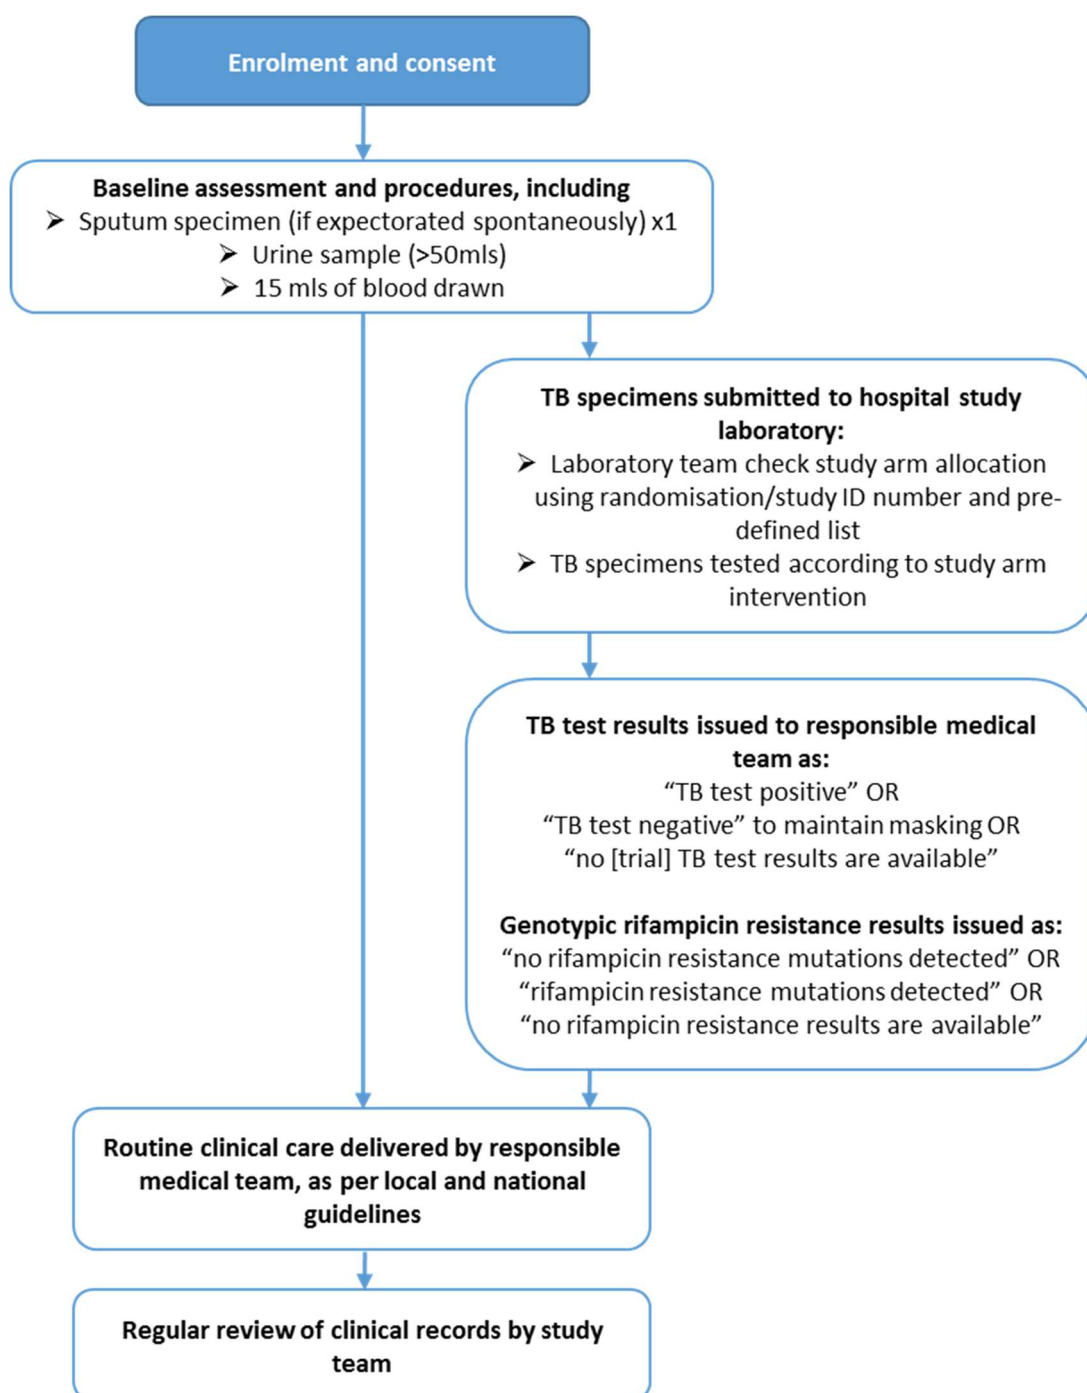 Enrolment and consent
Baseline assessment and procedures, including
➤ Sputum specimen (if expectorated spontaneously) x1
➤ Urine sample (>50mls)
➤ 15 mls of blood drawn
TB specimens submitted to hospital study
laboratory:
➤ Laboratory team check study arm allocation
using randomisation/study ID number and pre-
defined list
➤ TB specimens tested according to study arm
intervention
TB test results issued to responsible medical
team as:
“TB test positive” OR
“TB test negative” to maintain masking OR
“no [trial] TB test results are available”
Genotypic rifampicin resistance results issued as:
“no rifampicin resistance mutations detected” OR
“rifampicin resistance mutations detected” OR
“no rifampicin resistance results are available”
Routine clinical care delivered by responsible
medical team, as per local and national
guidelines
Regular review of clinical records by study
team